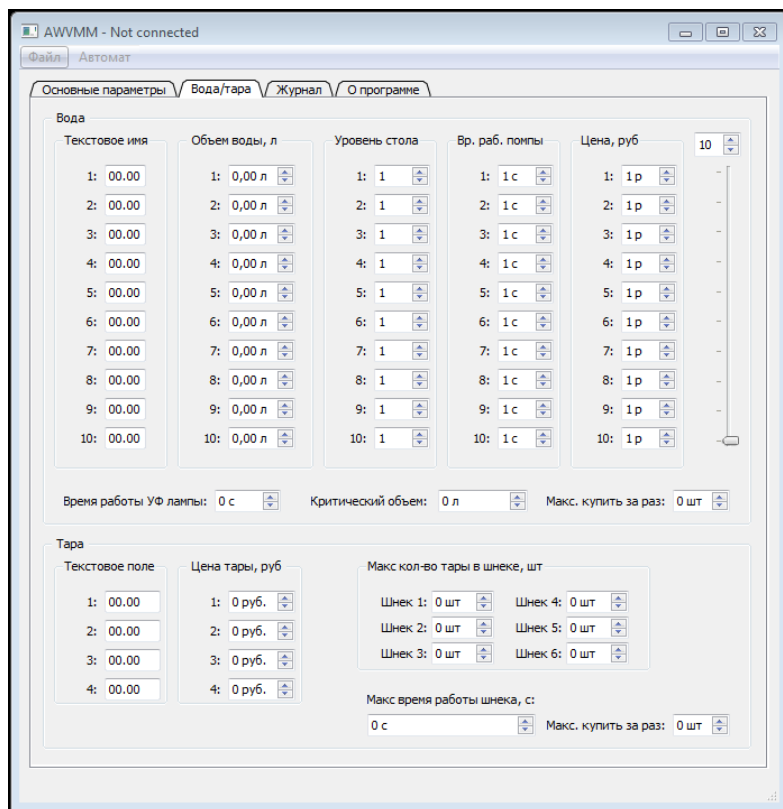 AWVMM - Not connected
Файл Автомат
Основные параметры Вода/тара Журнал О программе
Вода
Текстовое имя Объем воды, л Уровень стола Вр. раб. помпы Цена, руб 10
1: 00.00 1: 0,00 л 1: 1 1: 1 с 1: 1 р
2: 00.00 2: 0,00 л 2: 1 2: 1 с 2: 1 р
3: 00.00 3: 0,00 л 3: 1 3: 1 с 3: 1 р
4: 00.00 4: 0,00 л 4: 1 4: 1 с 4: 1 р
5: 00.00 5: 0,00 л 5: 1 5: 1 с 5: 1 р
6: 00.00 6: 0,00 л 6: 1 6: 1 с 6: 1 р
7: 00.00 7: 0,00 л 7: 1 7: 1 с 7: 1 р
8: 00.00 8: 0,00 л 8: 1 8: 1 с 8: 1 р
9: 00.00 9: 0,00 л 9: 1 9: 1 с 9: 1 р
10: 00.00 10: 0,00 л 10: 1 10: 1 с 10: 1 р
Время работы УФ лампы: 0 с Критический объем: 0 л Макс. купить за раз: 0 шт
Тара
Текстовое поле Цена тары, руб Макс кол-во тары в шнеке, шт
1: 00.00 1: 0 руб. Шнек 1: 0 шт Шнек 4: 0 шт
2: 00.00 2: 0 руб. Шнек 2: 0 шт Шнек 5: 0 шт
3: 00.00 3: 0 руб. Шнек 3: 0 шт Шнек 6: 0 шт
4: 00.00 4: 0 руб.
Макс время работы шнека, с:
0 с Макс. купить за раз: 0 шт